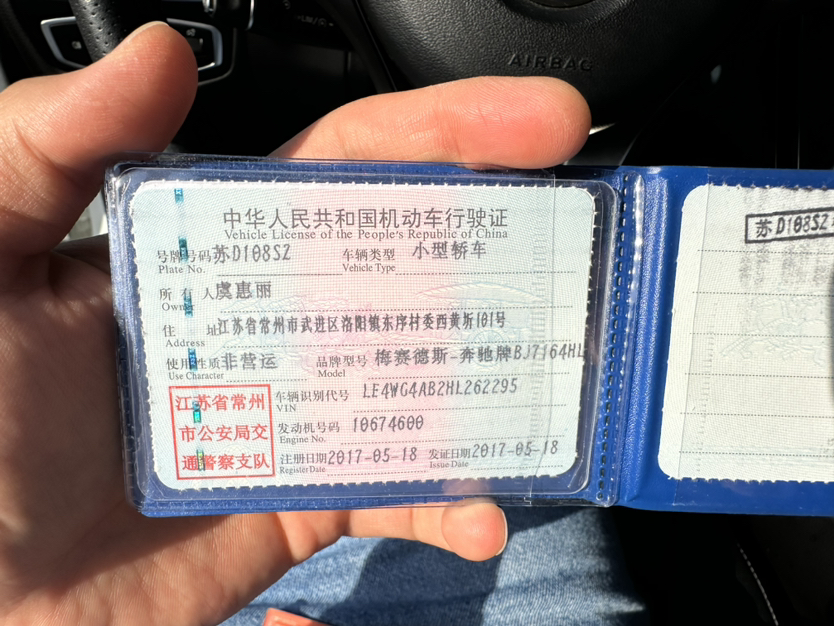 AIRBAG
中华人民共和国机动车行驶证
Vehicle License of the People's Republic of China
号牌号码 苏D108S2 车辆类型 小型轿车
Plate No. Vehicle Type
所有人 虞惠丽
Owner
住址 江苏省常州市武进区洛阳镇东序村委西黄圻101号
Address
使用性质 非营运 品牌型号 梅赛德斯-奔驰牌BJ7164HL
Use Character Model
江苏省常州
市公安局交
通警察支队
车辆识别代号 LE4WG4AB2HL262295
VIN
发动机号码 10674600
Engine No.
注册日期 2017-05-18 发证日期 2017-05-18
Register Date Issue Date
苏D108S2